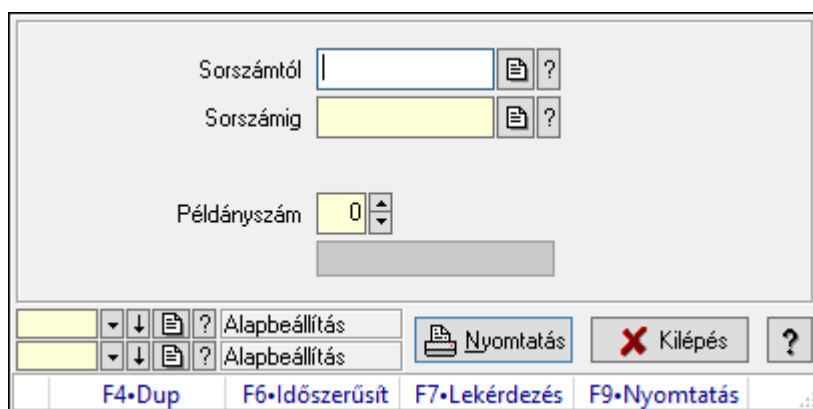 Sorszámtól ?
Sorszámig ?
Példányszám 0
? Alapbeállítás
? Alapbeállítás
Nyomtatás Kilépés ?
F4•Dup F6•Időszerűsít F7•Lekérdezés F9•Nyomtatás